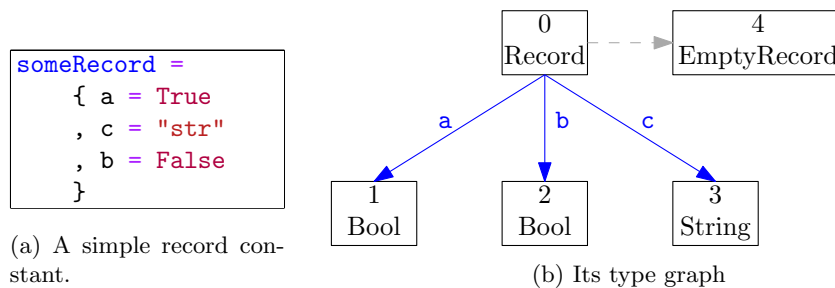 someRecord =
{ a = True
, c = "str"
, b = False
}
(a) A simple record con-
stant.
0
Record
4
EmptyRecord
a
b
c
1
Bool
2
Bool
3
String
(b) Its type graph